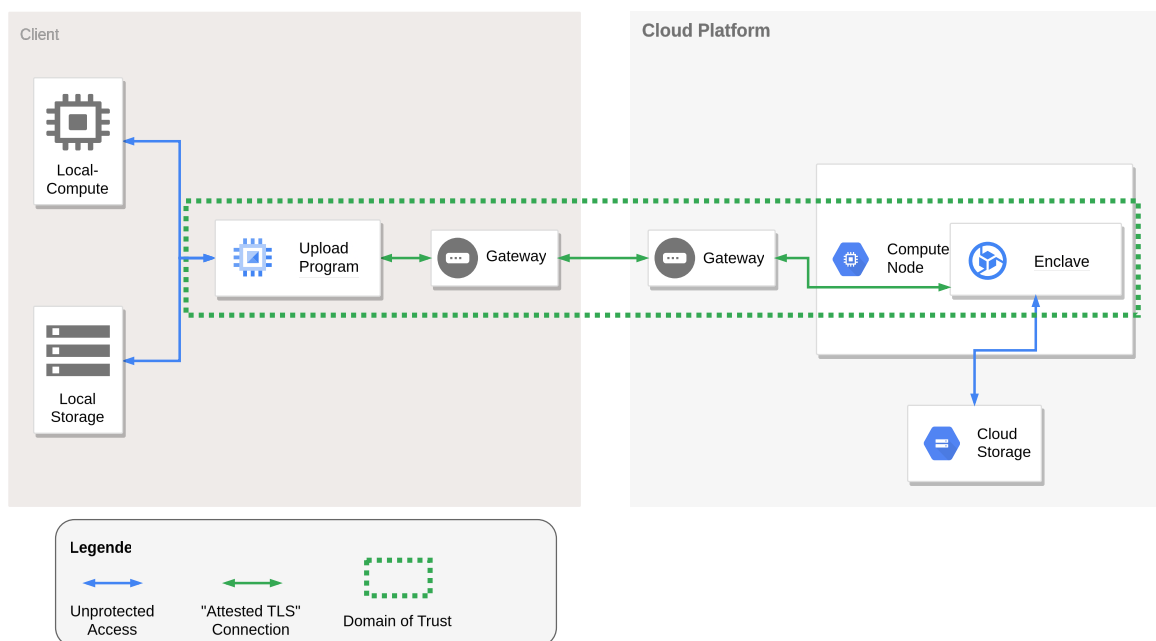 Client
Cloud Platform
Local-
Compute
Upload
Program
Gateway
Gateway
Compute
Node
Enclave
Local
Storage
Cloud
Storage
Legende
Unprotected
Access
"Attested TLS"
Connection
Domain of Trust